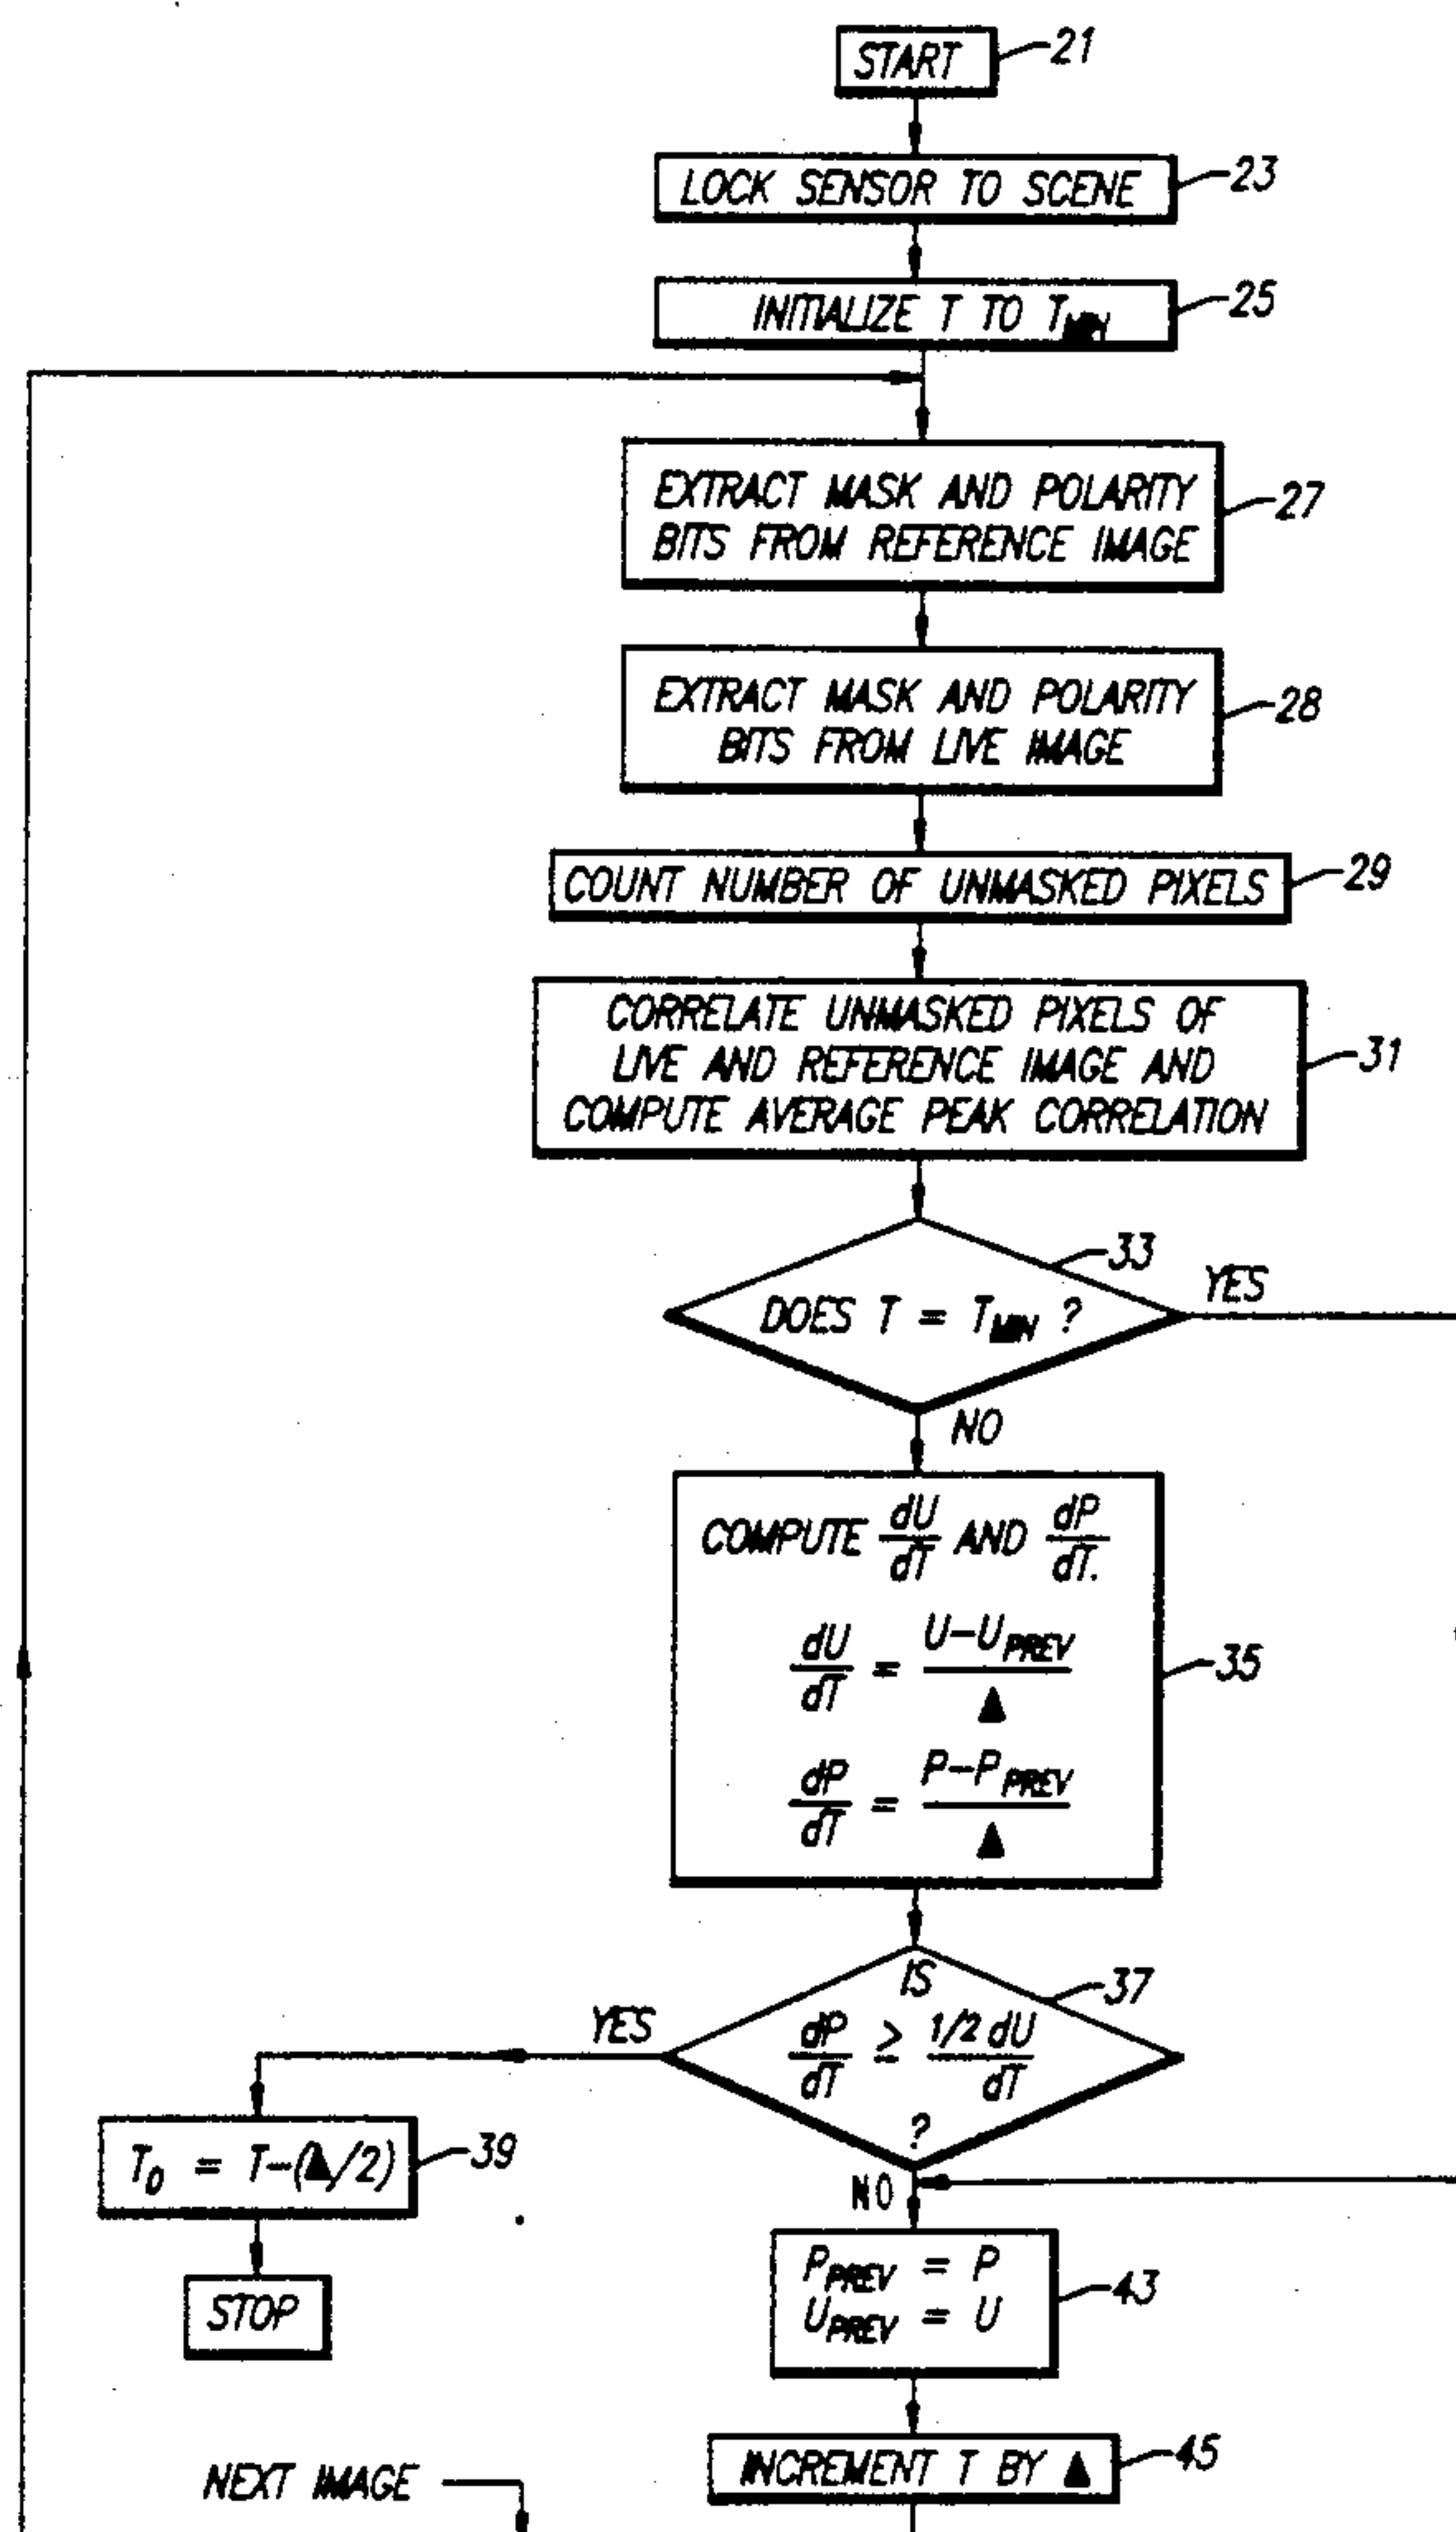 START
21
LOCK SENSOR TO SCENE
23
INITIALIZE T TO T_MIN
25
EXTRACT MASK AND POLARITY
BITS FROM REFERENCE IMAGE
27
EXTRACT MASK AND POLARITY
BITS FROM LIVE IMAGE
28
COUNT NUMBER OF UNMASKED PIXELS
29
CORRELATE UNMASKED PIXELS OF
LIVE AND REFERENCE IMAGE AND
COMPUTE AVERAGE PEAK CORRELATION
31
33
DOES T = T_MIN ?
YES
NO
COMPUTE dU/dT AND dP/dT.
dU/dT = U-U_PREV/▲
dP/dT = P-P_PREV/▲
35
IS
dP/dT ≥ 1/2 dU/dT
?
37
YES
NO
T_0 = T-(▲/2)
39
STOP
P_PREV = P
U_PREV = U
43
INCREMENT T BY ▲
45
NEXT IMAGE